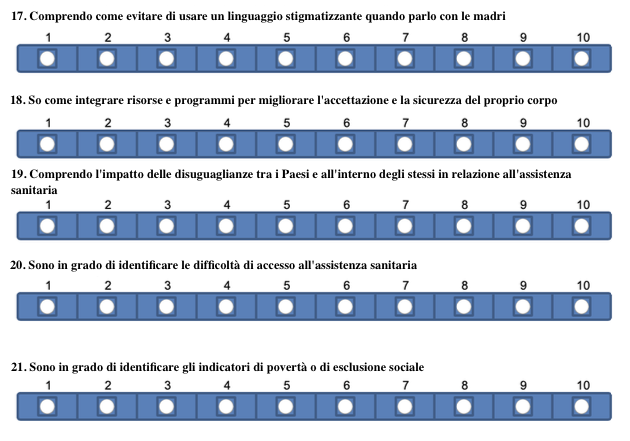 17. Comprendo come evitare di usare un linguaggio stigmatizzante quando parlo con le madri
1 2 3 4 5 6 7 8 9 10
18. So come integrare risorse e programmi per migliorare l'accettazione e la sicurezza del proprio corpo
1 2 3 4 5 6 7 8 9 10
19. Comprendo l'impatto delle disuguaglianze tra i Paesi e all'interno degli stessi in relazione all'assistenza
sanitaria
1 2 3 4 5 6 7 8 9 10
20. Sono in grado di identificare le difficoltà di accesso all'assistenza sanitaria
1 2 3 4 5 6 7 8 9 10
21. Sono in grado di identificare gli indicatori di povertà o di esclusione sociale
1 2 3 4 5 6 7 8 9 10